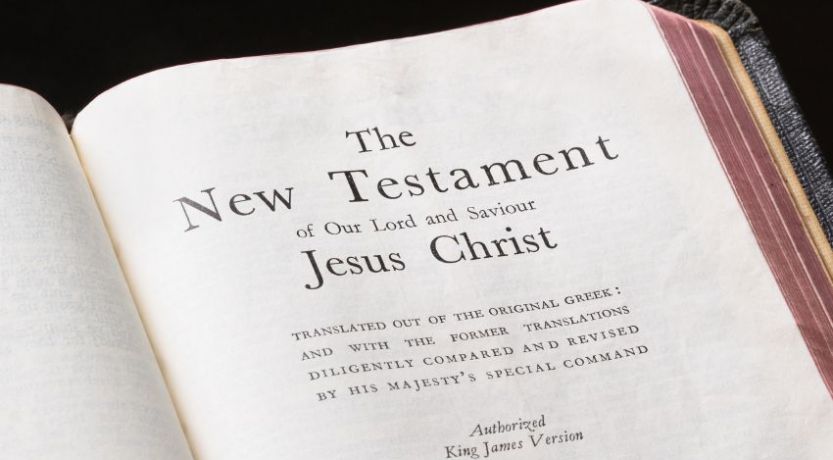 The
New Testament
of Our Lord and Saviour
Jesus Christ
TRANSLATED OUT OF THE ORIGINAL GREEK:
AND WITH THE FORMER TRANSLATIONS
DILIGENTLY COMPARED AND REVISED
BY HIS MAJESTY'S SPECIAL COMMAND
Authorized
King James Version